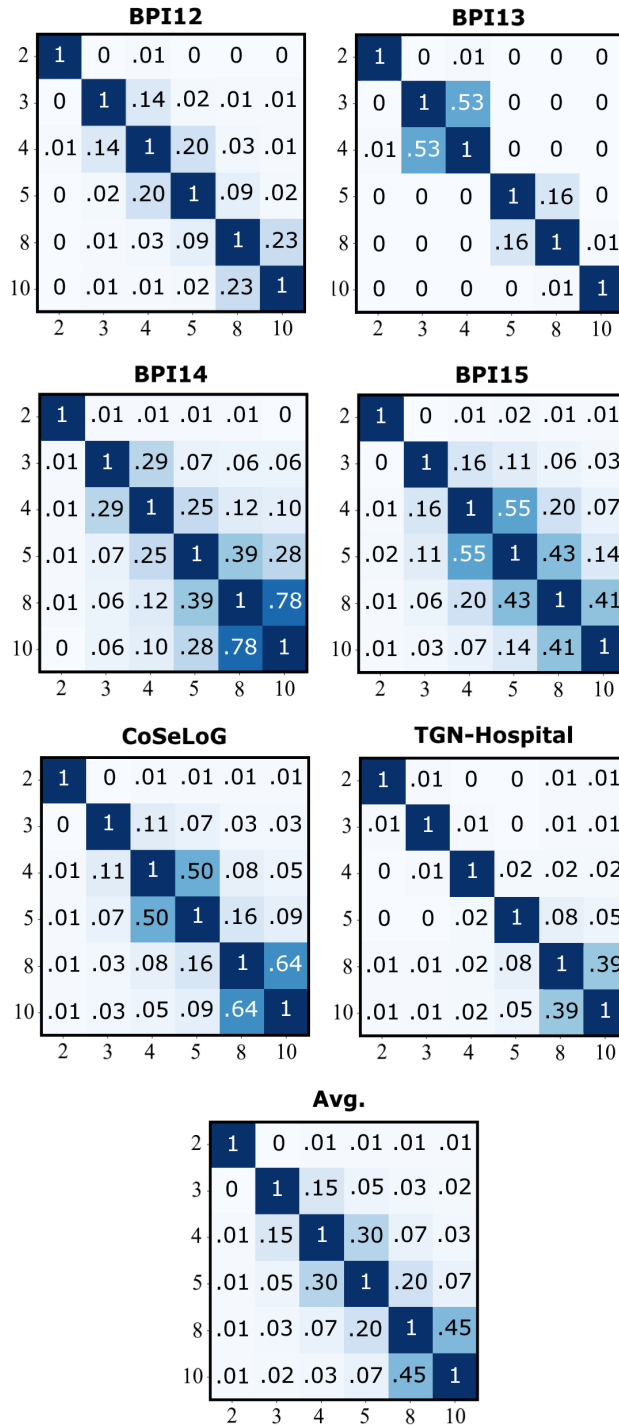 BPI12 BPI13
2 1 0 .01 0 0 0 1 0 .01 0 0 0
3 0 1 .14 .02 .01 .01 3 0 1 .53 0 0 0
4 .01 .14 1 .20 .03 .01 4 .01 .53 1 0 0 0
5 0 .02 .20 1 .09 .02 5 0 0 0 1 .16 0
8 0 .01 .03 .09 1 .23 8 0 0 0 .16 1 .01
10 0 .01 .01 .02 .23 1 10 0 0 0 0 .01 1
2 3 4 5 8 10 2 3 4 5 8 10
BPI14 BPI15
2 1 .01 .01 .01 .01 0 2 1 0 .01 .02 .01 .01
3 .01 1 .29 .07 .06 .06 3 0 1 .16 .11 .06 .03
4 .01 .29 1 .25 .12 .10 4 .01 .16 1 .55 .20 .07
5 .01 .07 .25 1 .39 .28 5 .02 .11 .55 1 .43 .14
8 .01 .06 .12 .39 1 .78 8 .01 .06 .20 .43 1 .41
10 0 .06 .10 .28 .78 1 10 .01 .03 .07 .14 .41 1
2 3 4 5 8 10 2 3 4 5 8 10
CoSeLoG TGN-Hospital
2 1 0 .01 .01 .01 .01 2 1 .01 0 0 .01 .01
3 0 1 .11 .07 .03 .03 3 .01 1 .01 0 .01 .01
4 .01 .11 1 .50 .08 .05 4 0 .01 1 .02 .02 .02
5 .01 .07 .50 1 .16 .09 5 0 0 .02 1 .08 .05
8 .01 .03 .08 .16 1 .64 8 .01 .01 .02 .08 1 .39
10 .01 .03 .05 .09 .64 1 10 .01 .01 .02 .05 .39 1
2 3 4 5 8 10 2 3 4 5 8 10
Avg.
2 1 0 .01 .01 .01 .01
3 0 1 .15 .05 .03 .02
4 .01 .15 1 .30 .07 .03
5 .01 .05 .30 1 .20 .07
8 .01 .03 .07 .20 1 .45
10 .01 .02 .03 .07 .45 1
2 3 4 5 8 10